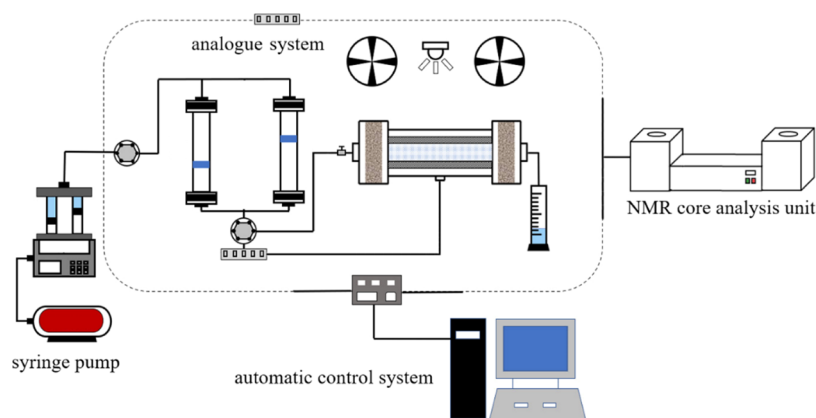 analogue system
NMR core analysis unit
syringe pump
automatic control system